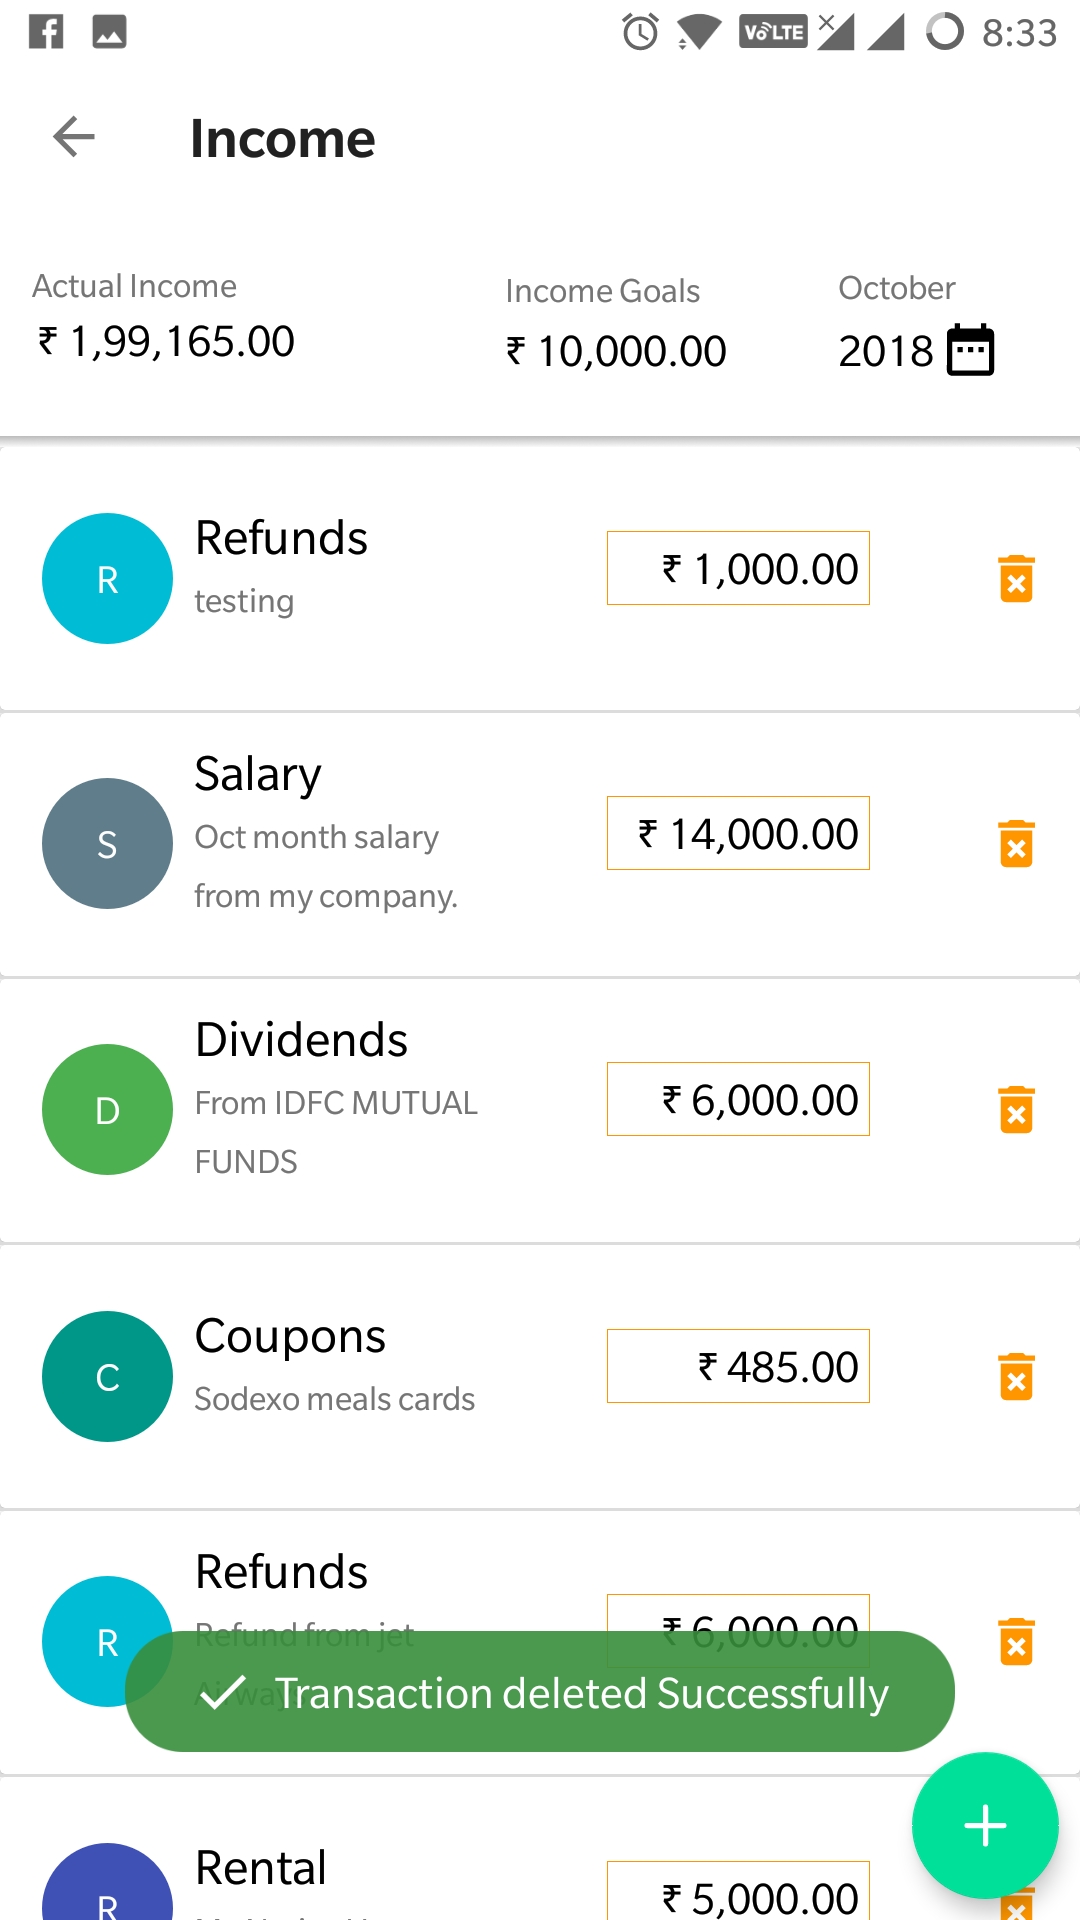 VoLTE 8:33
Income
Actual Income
₹ 1,99,165.00
Income Goals
₹ 10,000.00
October
2018
R
Refunds
testing
₹ 1,000.00
S
Salary
Oct month salary
from my company.
₹ 14,000.00
D
Dividends
From IDFC MUTUAL
FUNDS
₹ 6,000.00
C
Coupons
Sodexo meals cards
₹ 485.00
R
Refunds
Refund from jet
Airways
₹ 6,000.00
Transaction deleted Successfully
R
Rental
₹ 5,000.00